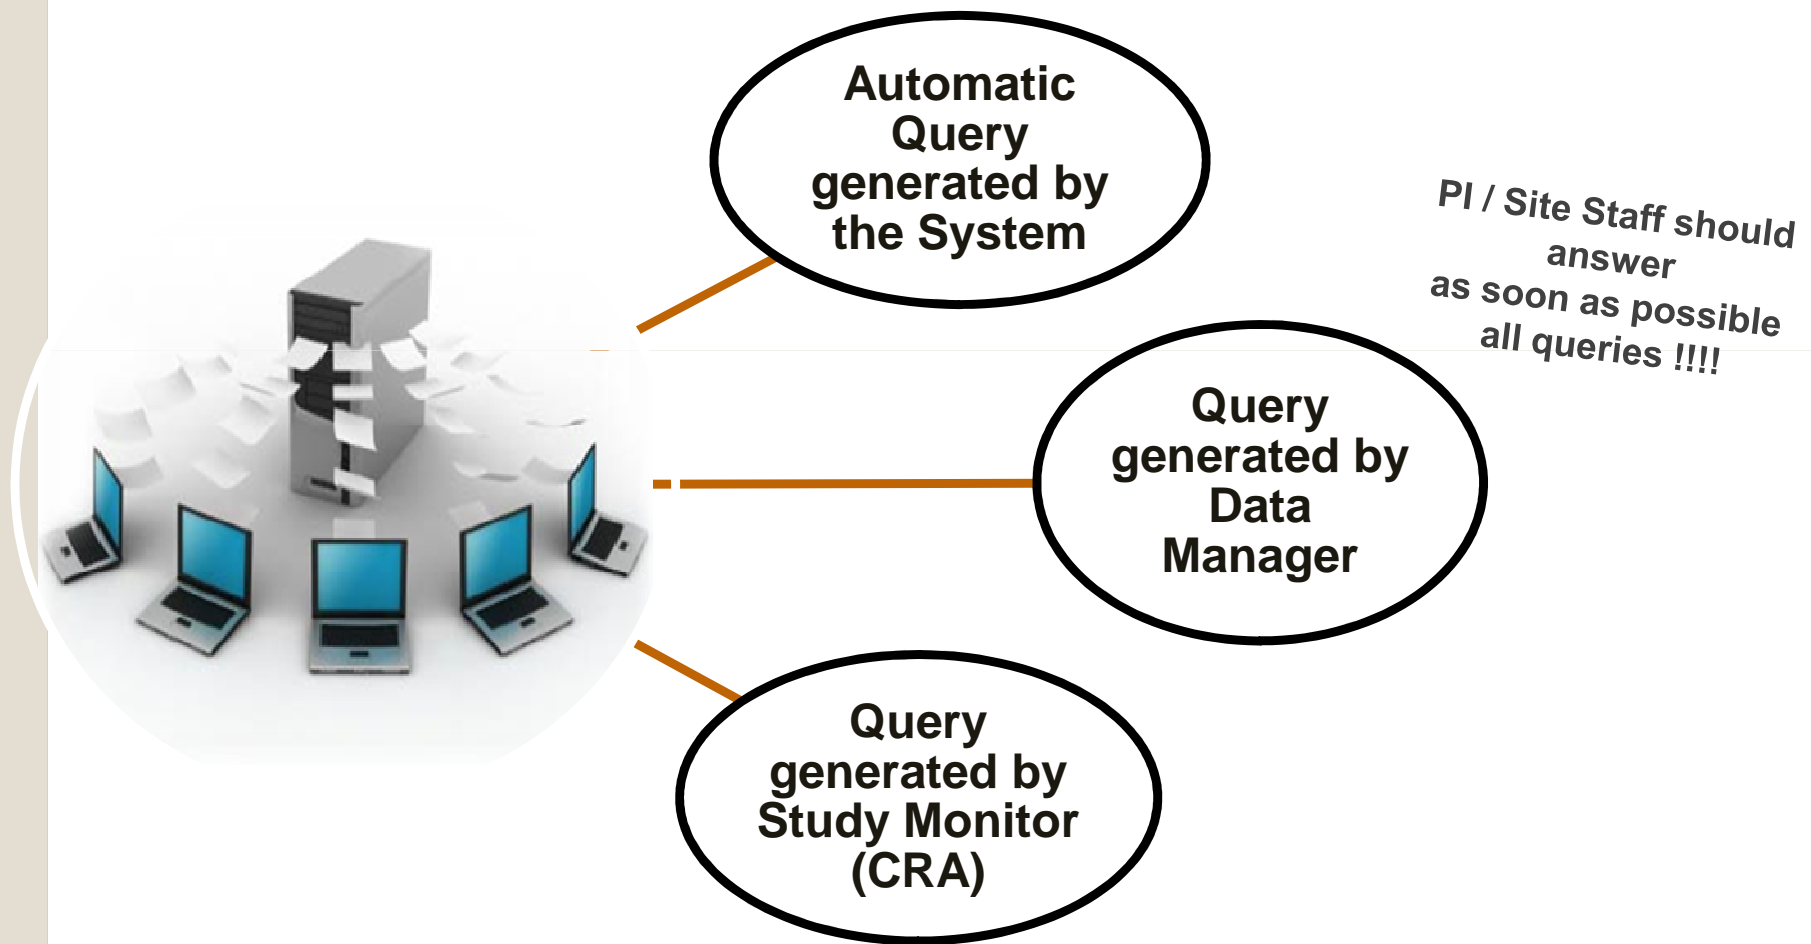 Automatic
Query
generated by
the System
PI / Site Staff should
answer
as soon as possible
all queries !!!!
Query
generated by
Data
Manager
Query
generated by
Study Monitor
(CRA)